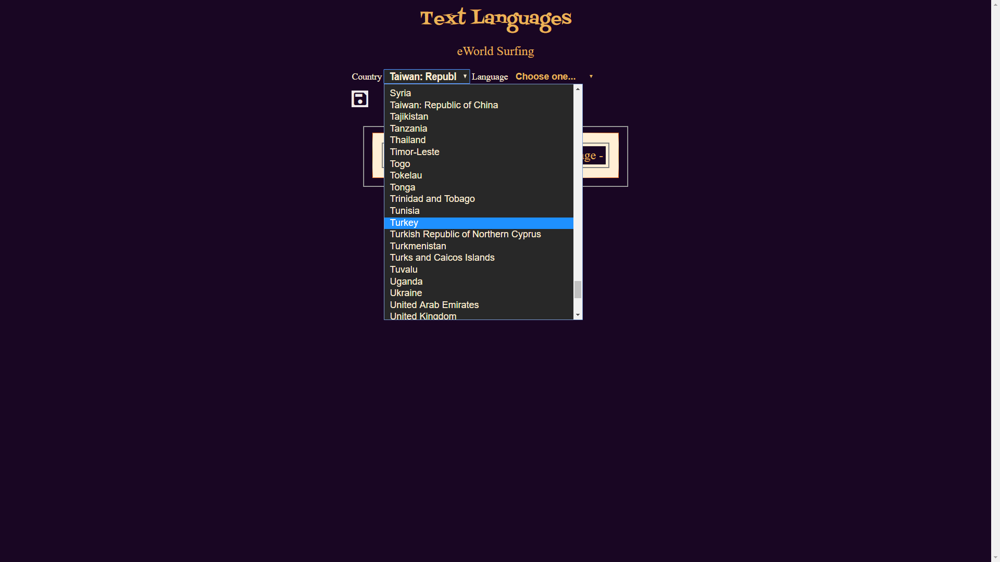 Text Languages
eWorld Surfing
Country Taiwan: Republ Language Choose one...
Syria
Taiwan: Republic of China
Tajikistan
Tanzania
Thailand
Timor-Leste
age -
Togo
Tokelau
Tonga
Trinidad and Tobago
Tunisia
Turkey
Turkish Republic of Northern Cyprus
Turkmenistan
Turks and Caicos Islands
Tuvalu
Uganda
Ukraine
United Arab Emirates
United Kingdom